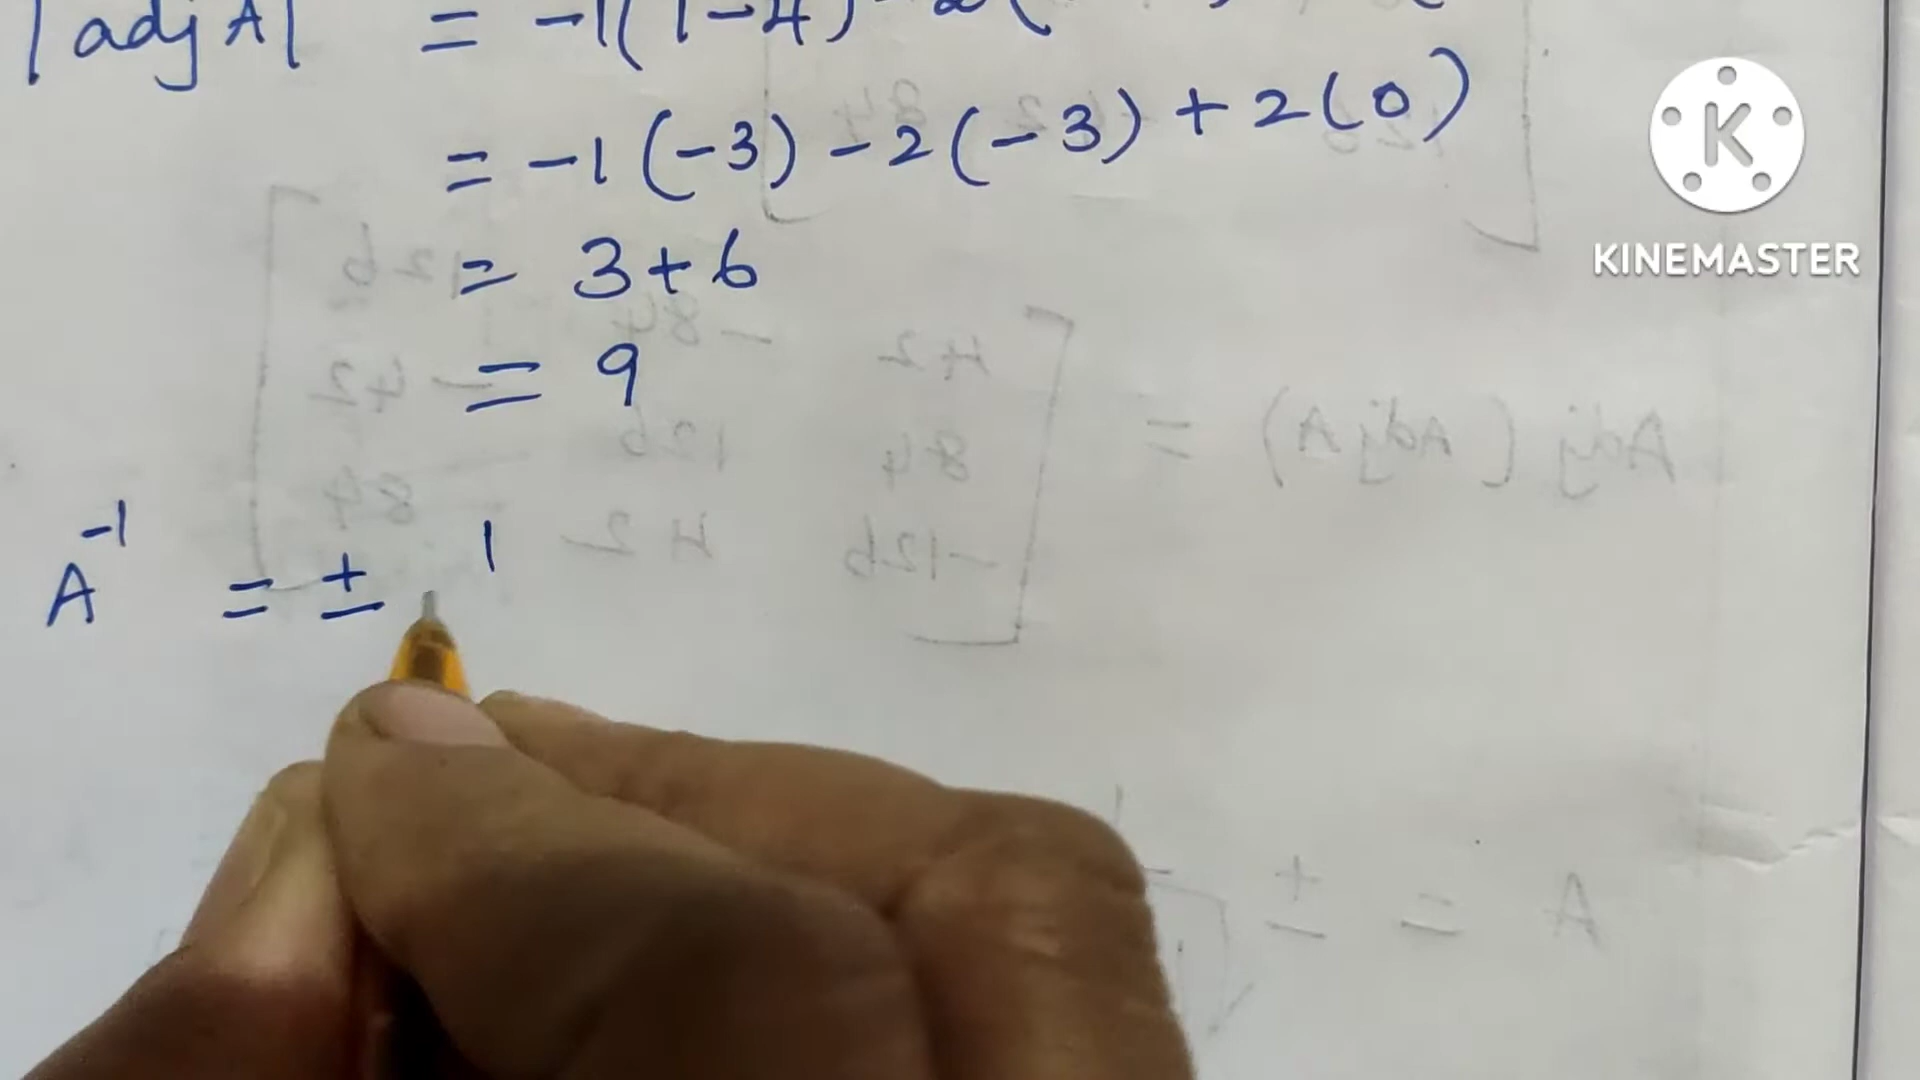 |adj A| = -1(1-4) - 2(
= -1(-3) - 2(-3) + 2(0)
= 3+6
= 9
A⁻¹ = ± 1
KINEMASTER